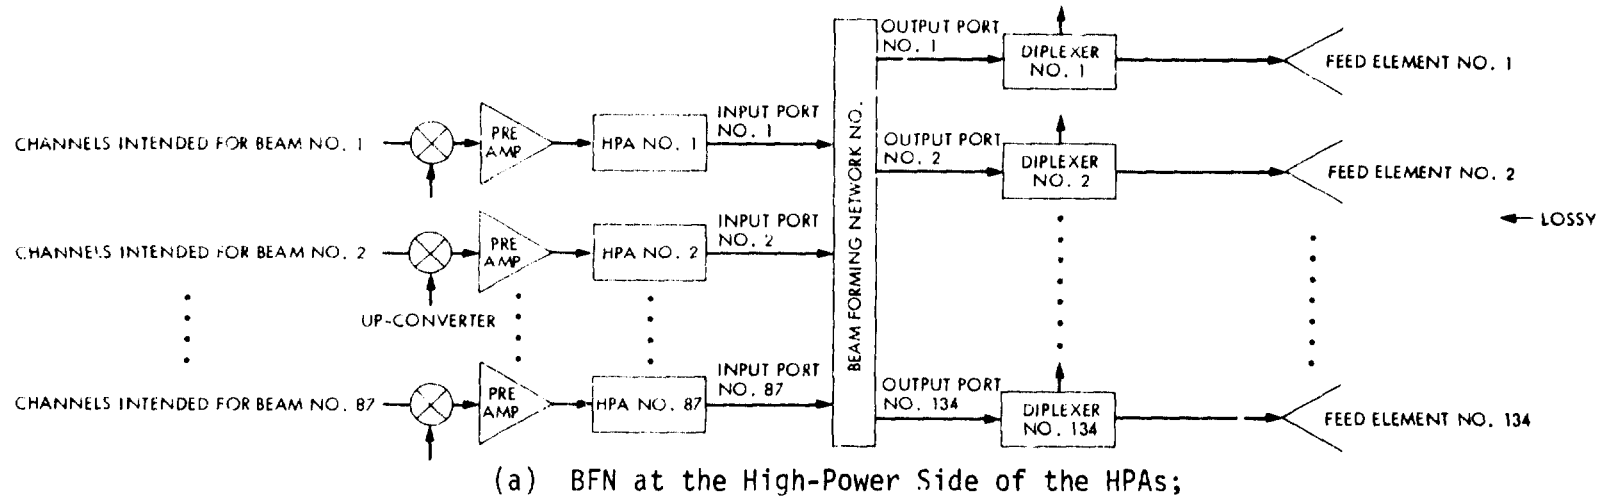 OUTPUT PORT
NO. 1
DIPLEXER
NO. 1
FEED ELEMENT NO. 1
CHANNELS INTENDED FOR BEAM NO. 1
PRE
AMP
HPA NO. 1
INPUT PORT
NO. 1
OUTPUT PORT
NO. 2
DIPLEXER
NO. 2
FEED ELEMENT NO. 2
LOSSY
CHANNELS INTENDED FOR BEAM NO. 2
PRE
AMP
HPA NO. 2
INPUT PORT
NO. 2
BEAM FORMING NETWORK NO.
UP-CONVERTER
CHANNELS INTENDED FOR BEAM NO. 87
PRE
AMP
HPA NO. 87
INPUT PORT
NO. 87
OUTPUT PORT
NO. 134
DIPLEXER
NO. 134
FEED ELEMENT NO. 134
(a) BFN at the High-Power Side of the HPAs;